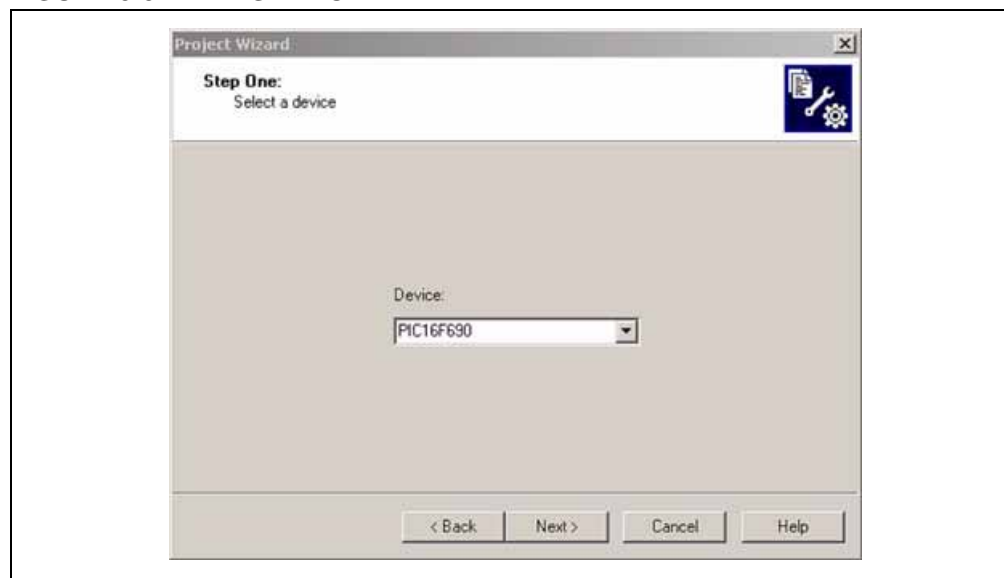 Project Wizard
Step One:
Select a device
Device:
PIC16F690
< Back
Next >
Cancel
Help